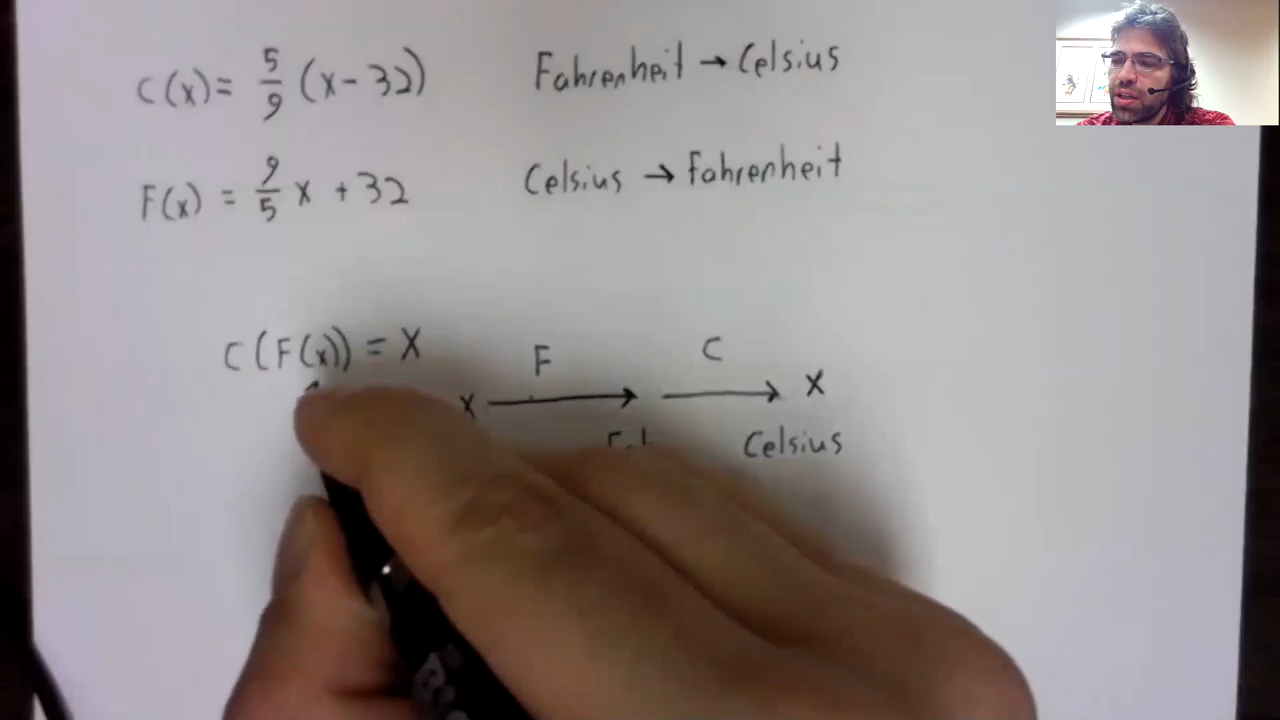 C(x) = 5/9 (x - 32) Fahrenheit → Celsius
F(x) = 9/5 x + 32 Celsius → Fahrenheit
C(F(x)) = X
F C
x → → X
Celsius